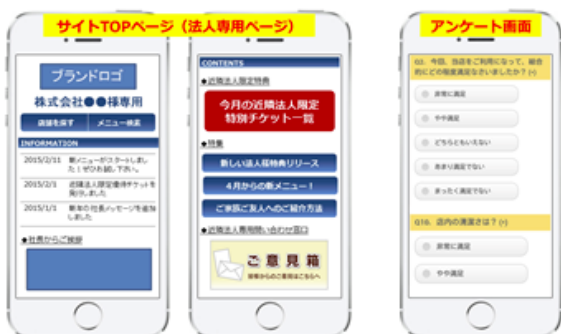 サイトTOPページ（法人専用ページ）
ブランドロゴ
株式会社●●様専用
店舗を探す
メニュー検索
INFORMATION
2015/2/11 新メニューがスタートしまし
た！ぜひお試し下さい。
2015/2/1 近隣法人限定優待チケットを
発行しました
2015/1/1 新年の社長メッセージを追加
しました
●社長からご挨拶
CONTENTS
●近隣法人限定特典
今月の近隣法人限定
特別チケット一覧
●特集
新しい法人様特典リリース
4月からの新メニュー！
ご家族ご友人へのご紹介方法
●近隣法人専用問い合わせ窓口
ご意見箱
皆様からのご意見はこちらへ
アンケート画面
今回、当店をご利用になって、総合
的にどの程度満足なさいましたか？(*)
非常に満足
やや満足
どちらともいえない
あまり満足でない
まったく満足でない
Q10. 店内の清潔さは？(*)
非常に満足
やや満足